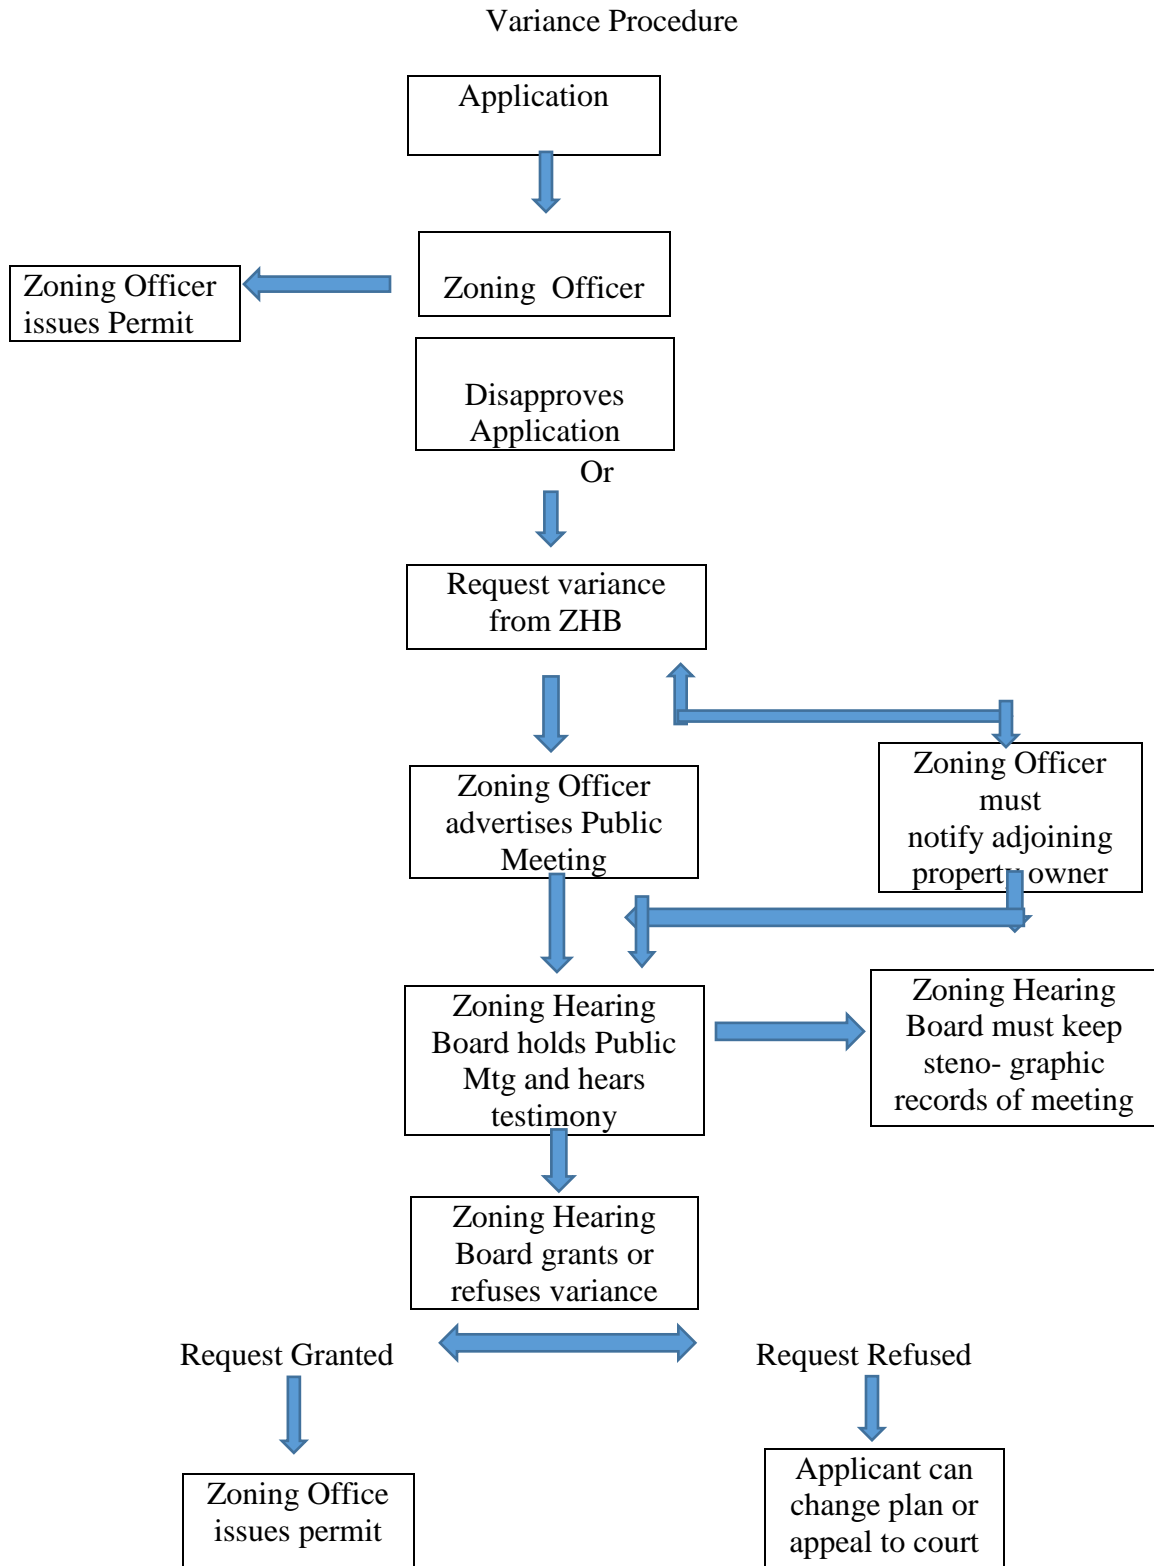 Variance Procedure
Application
Zoning Officer
Zoning Officer
issues Permit
Disapproves
Application
Or
Request variance
from ZHB
Zoning Officer
advertises Public
Meeting
Zoning Officer
must
notify adjoining
property owner
Zoning Hearing
Board holds Public
Mtg and hears
testimony
Zoning Hearing
Board must keep
steno- graphic
records of meeting
Zoning Hearing
Board grants or
refuses variance
Request Granted
Request Refused
Zoning Office
issues permit
Applicant can
change plan or
appeal to court